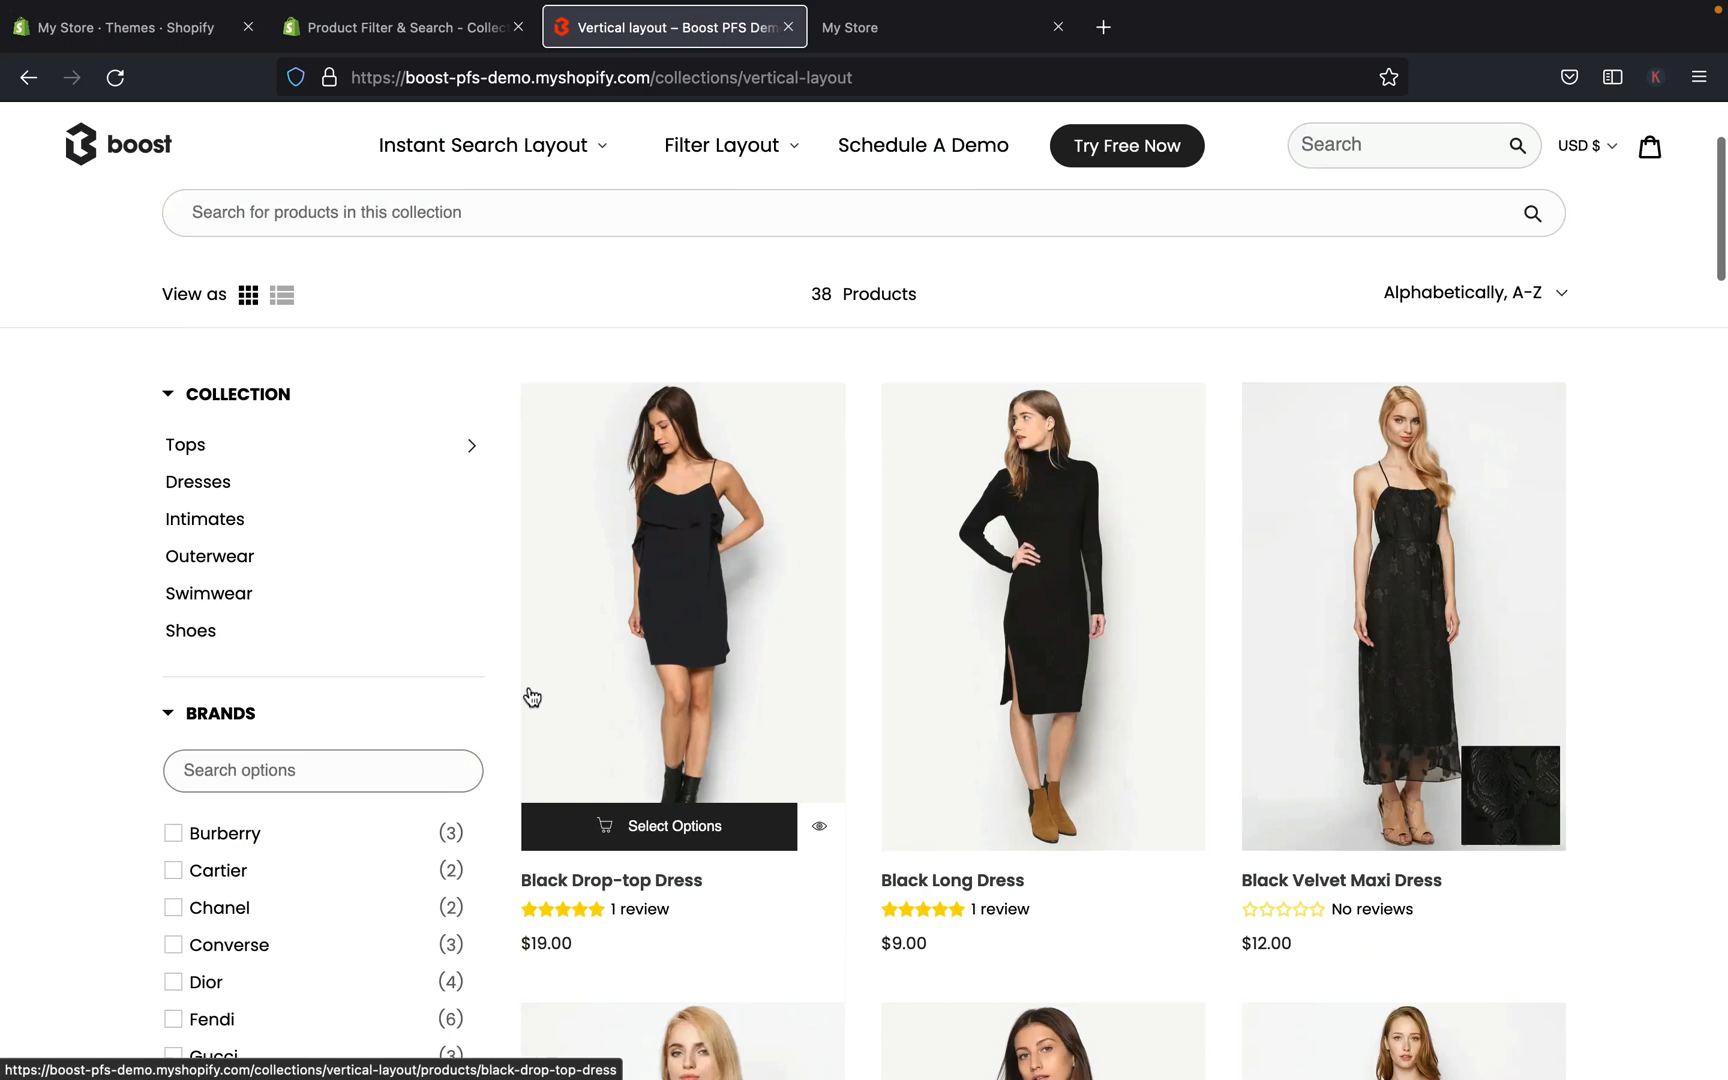 My Store · Themes · Shopify
Product Filter & Search - Collec
Vertical layout – Boost PFS Dem
My Store
https://boost-pfs-demo.myshopify.com/collections/vertical-layout
K
boost
Instant Search Layout
Filter Layout
Schedule A Demo
Try Free Now
Search
USD $
Search for products in this collection
View as
38 Products
Alphabetically, A-Z
COLLECTION
Tops
Dresses
Intimates
Outerwear
Swimwear
Shoes
BRANDS
Search options
Burberry (3)
Cartier (2)
Chanel (2)
Converse (3)
Dior (4)
Fendi (6)
Gucci (3)
Select Options
Black Drop-top Dress
1 review
$19.00
Black Long Dress
1 review
$9.00
Black Velvet Maxi Dress
No reviews
$12.00
https://boost-pfs-demo.myshopify.com/collections/vertical-layout/products/black-drop-top-dress